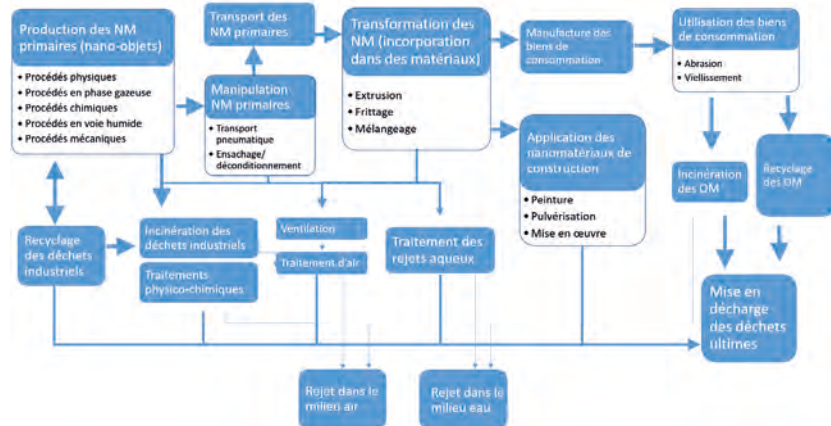 Production des NM
primaires (nano-objets)
• Procédés physiques
• Procédés en phase gazeuse
• Procédés chimiques
• Procédés en voie humide
• Procédés mécaniques
Transport des
NM primaires
Manipulation
NM primaires
• Transport
pneumatique
• Ensachage/
déconditionnement
Transformation des
NM (incorporation
dans des matériaux)
• Extrusion
• Frittage
• Mélangeage
Manufacture des
biens de
consommation
Utilisation des biens
de consommation
• Abrasion
• Viellissement
Application des
nanomatériaux de
construction
• Peinture
• Pulvérisation
• Mise en œuvre
Incinération
des OM
Recyclage
des OM
Recyclage
des déchets
industriels
Incinération des
déchets industriels
Traitements
physico-chimiques
Ventilation
Traitement d'air
Traitement des
rejets aqueux
Mise en
décharge
des déchets
ultimes
Rejet dans le
milieu air
Rejet dans le
milieu eau